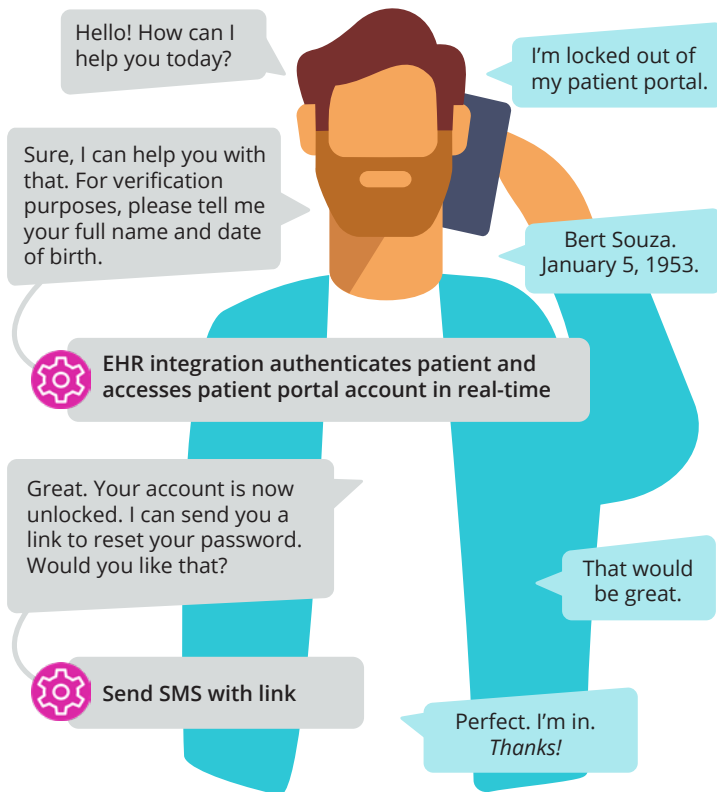 Hello! How can I
help you today?
I’m locked out of
my patient portal.
Sure, I can help you with
that. For verification
purposes, please tell me
your full name and date
of birth.
Bert Souza.
January 5, 1953.
EHR integration authenticates patient and
accesses patient portal account in real-time
Great. Your account is now
unlocked. I can send you a
link to reset your password.
Would you like that?
That would
be great.
Send SMS with link
Perfect. I’m in.
Thanks!